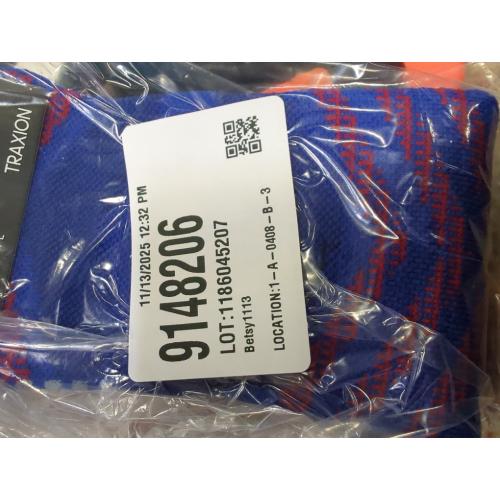 TRAXION
11/13/2025 12:32 PM
9148206
LOT:1186045207
Betsy1113
LOCATION:1-A-0408-B-3